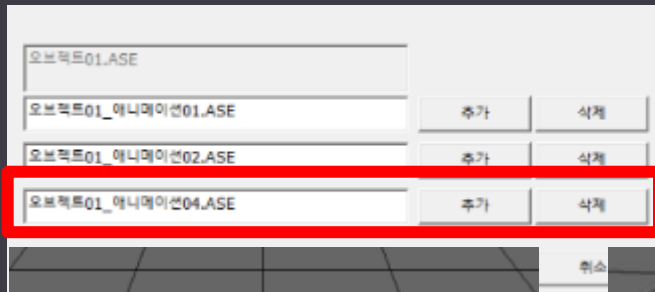 오브젝트01.ASE
오브젝트01_애니메이션01.ASE 추가 삭제
오브젝트01_애니메이션02.ASE 추가 삭제
오브젝트01_애니메이션04.ASE 추가 삭제
취소